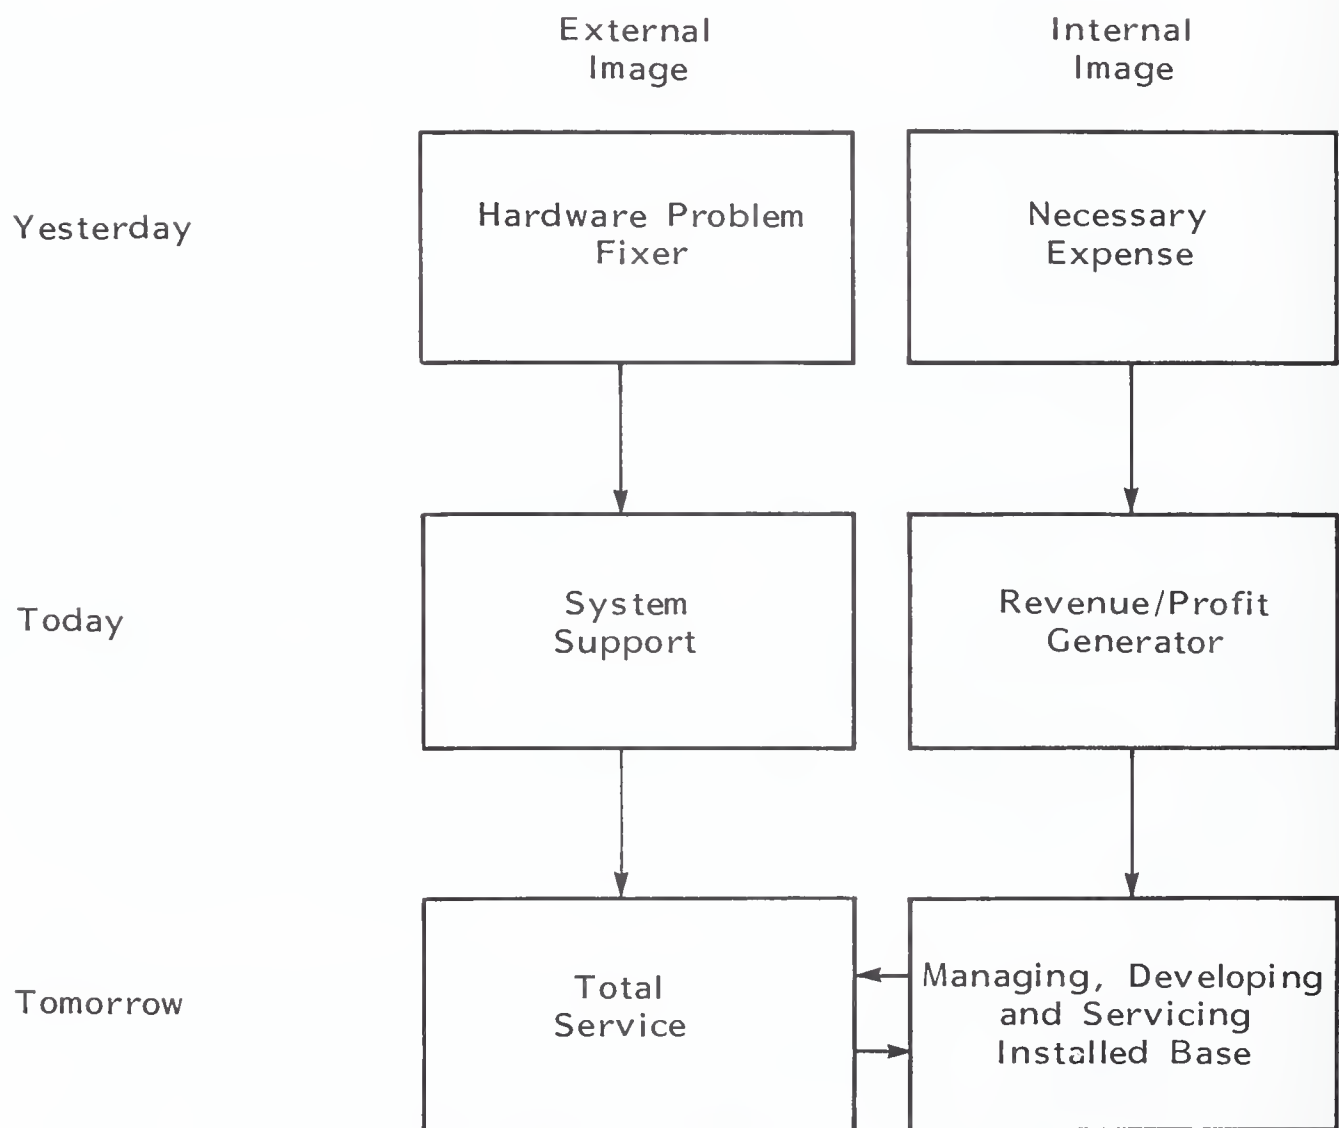 External
Image
Internal
Image
Yesterday
Hardware Problem
Fixer
Necessary
Expense
Today
System
Support
Revenue/Profit
Generator
Tomorrow
Total
Service
Managing, Developing
and Servicing
Installed Base